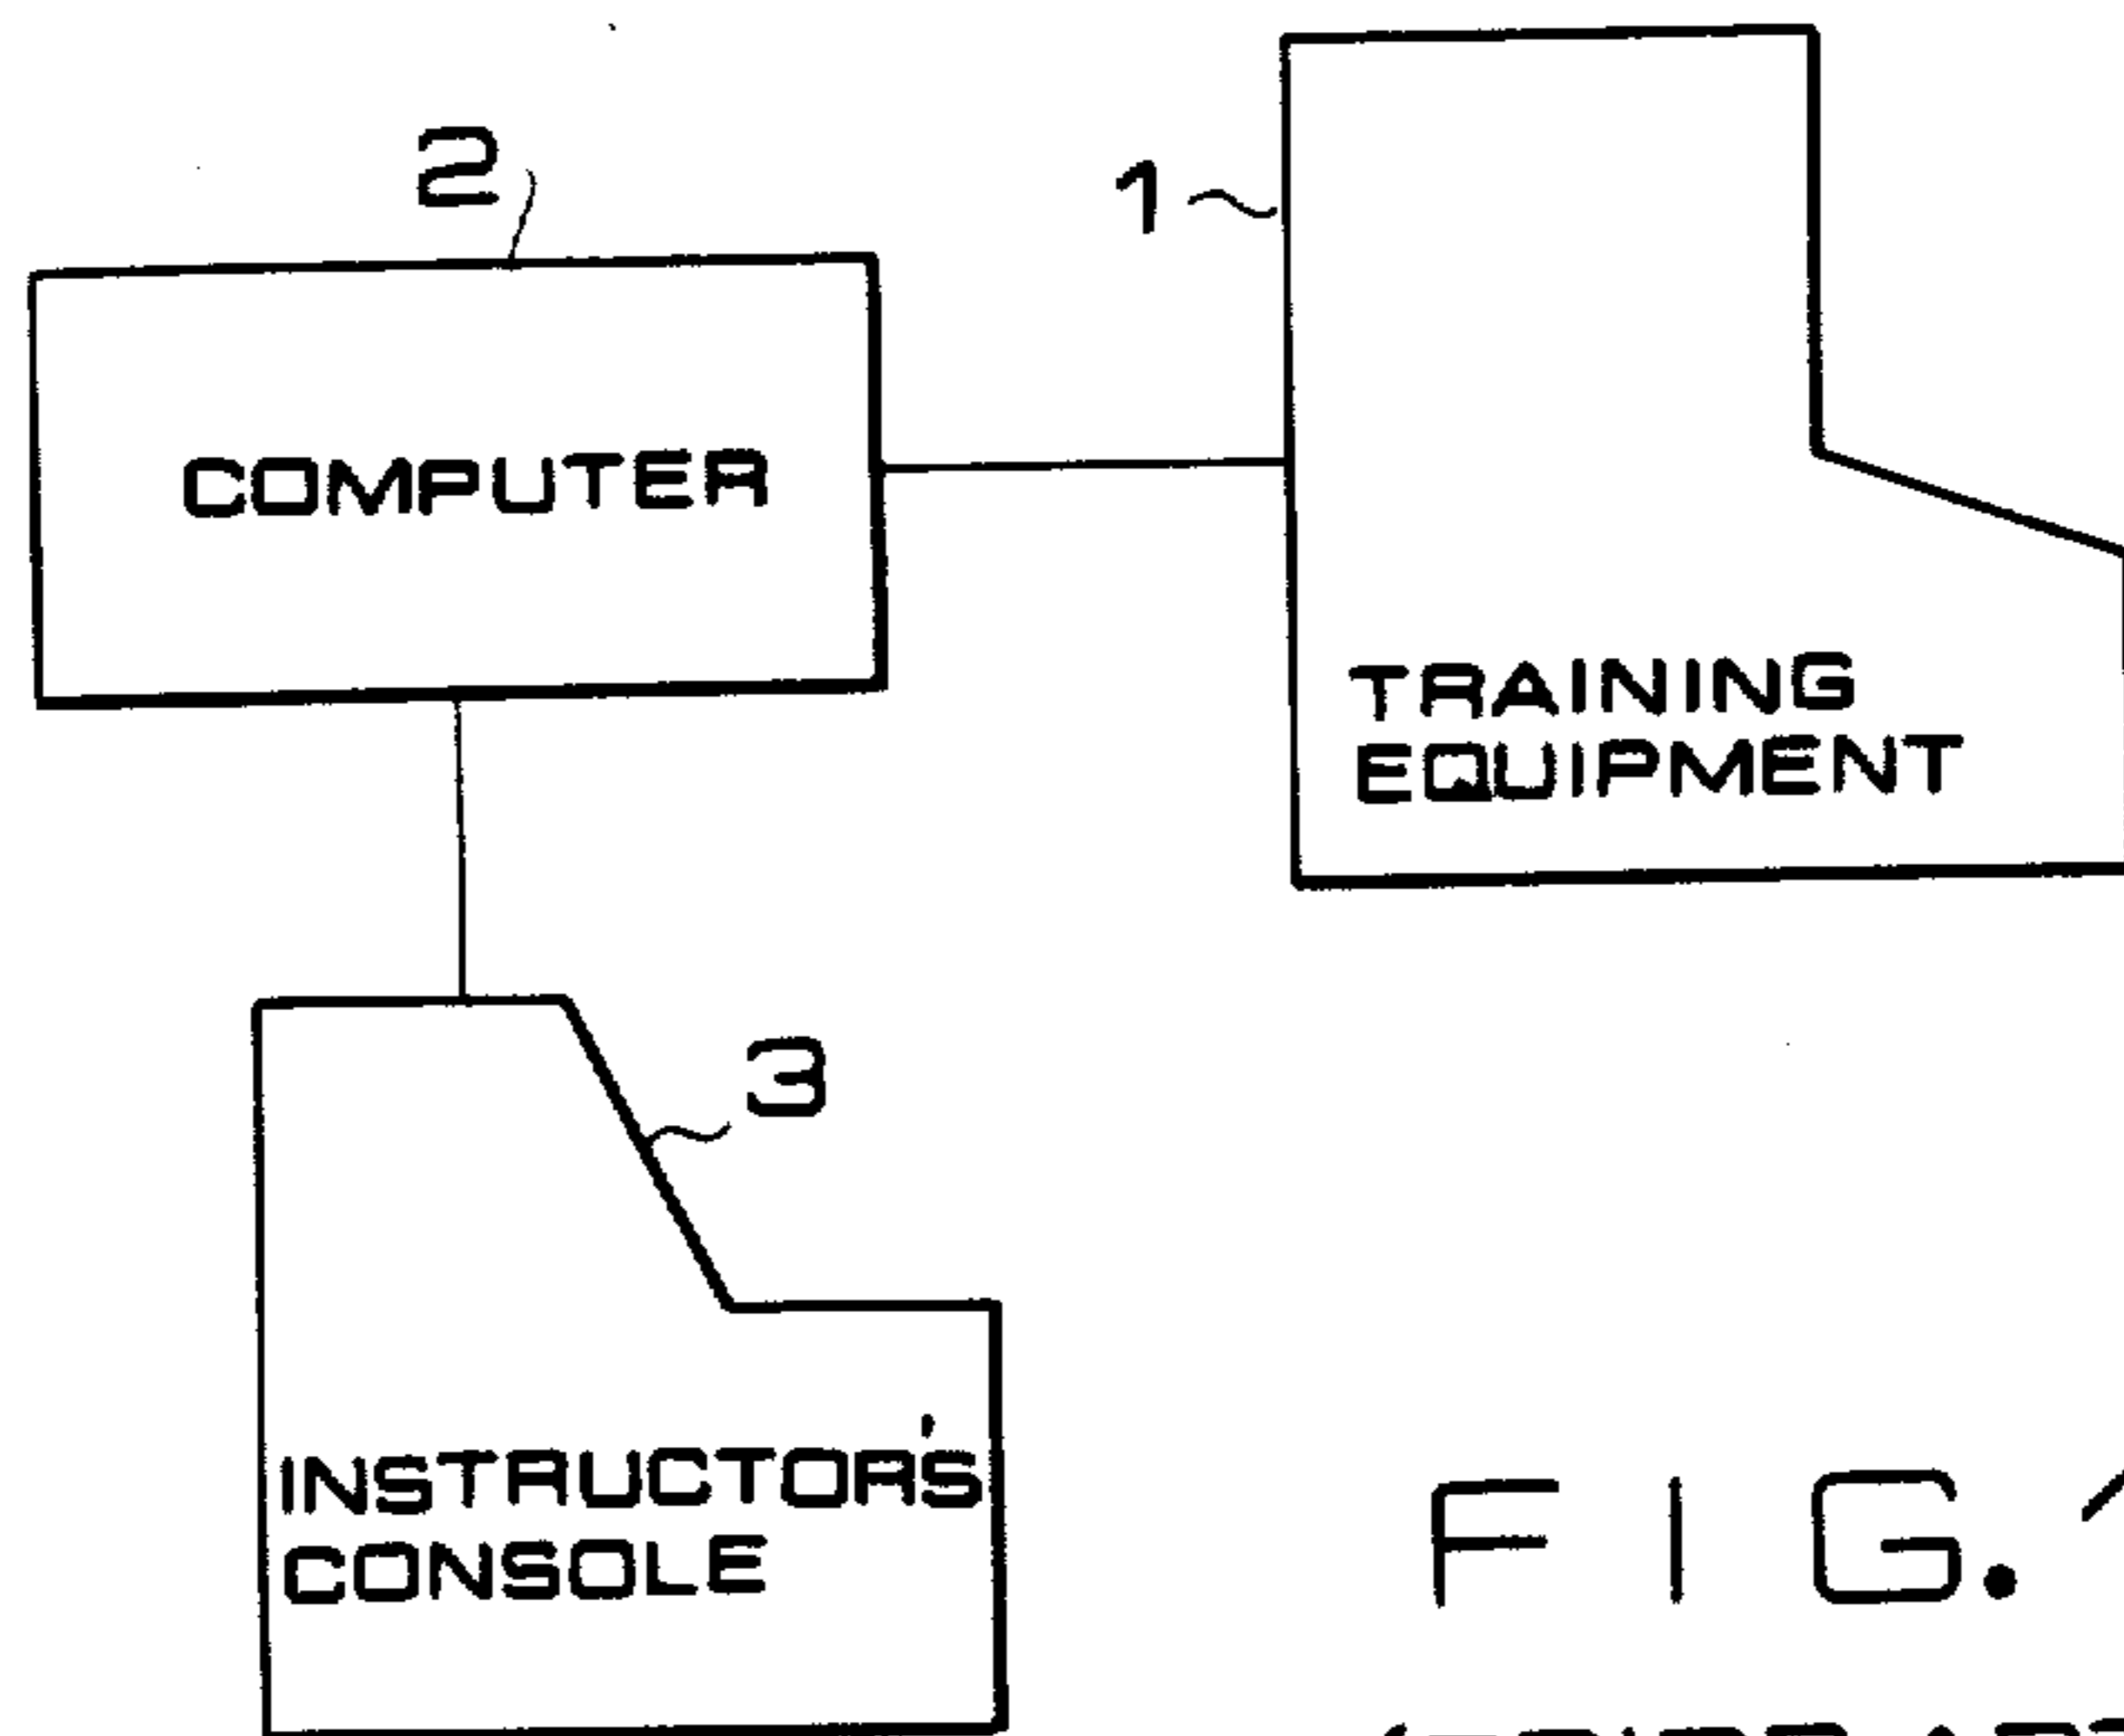 2
1
COMPUTER
TRAINING
EQUIPMENT
3
INSTRUCTOR'S
CONSOLE
FIG.